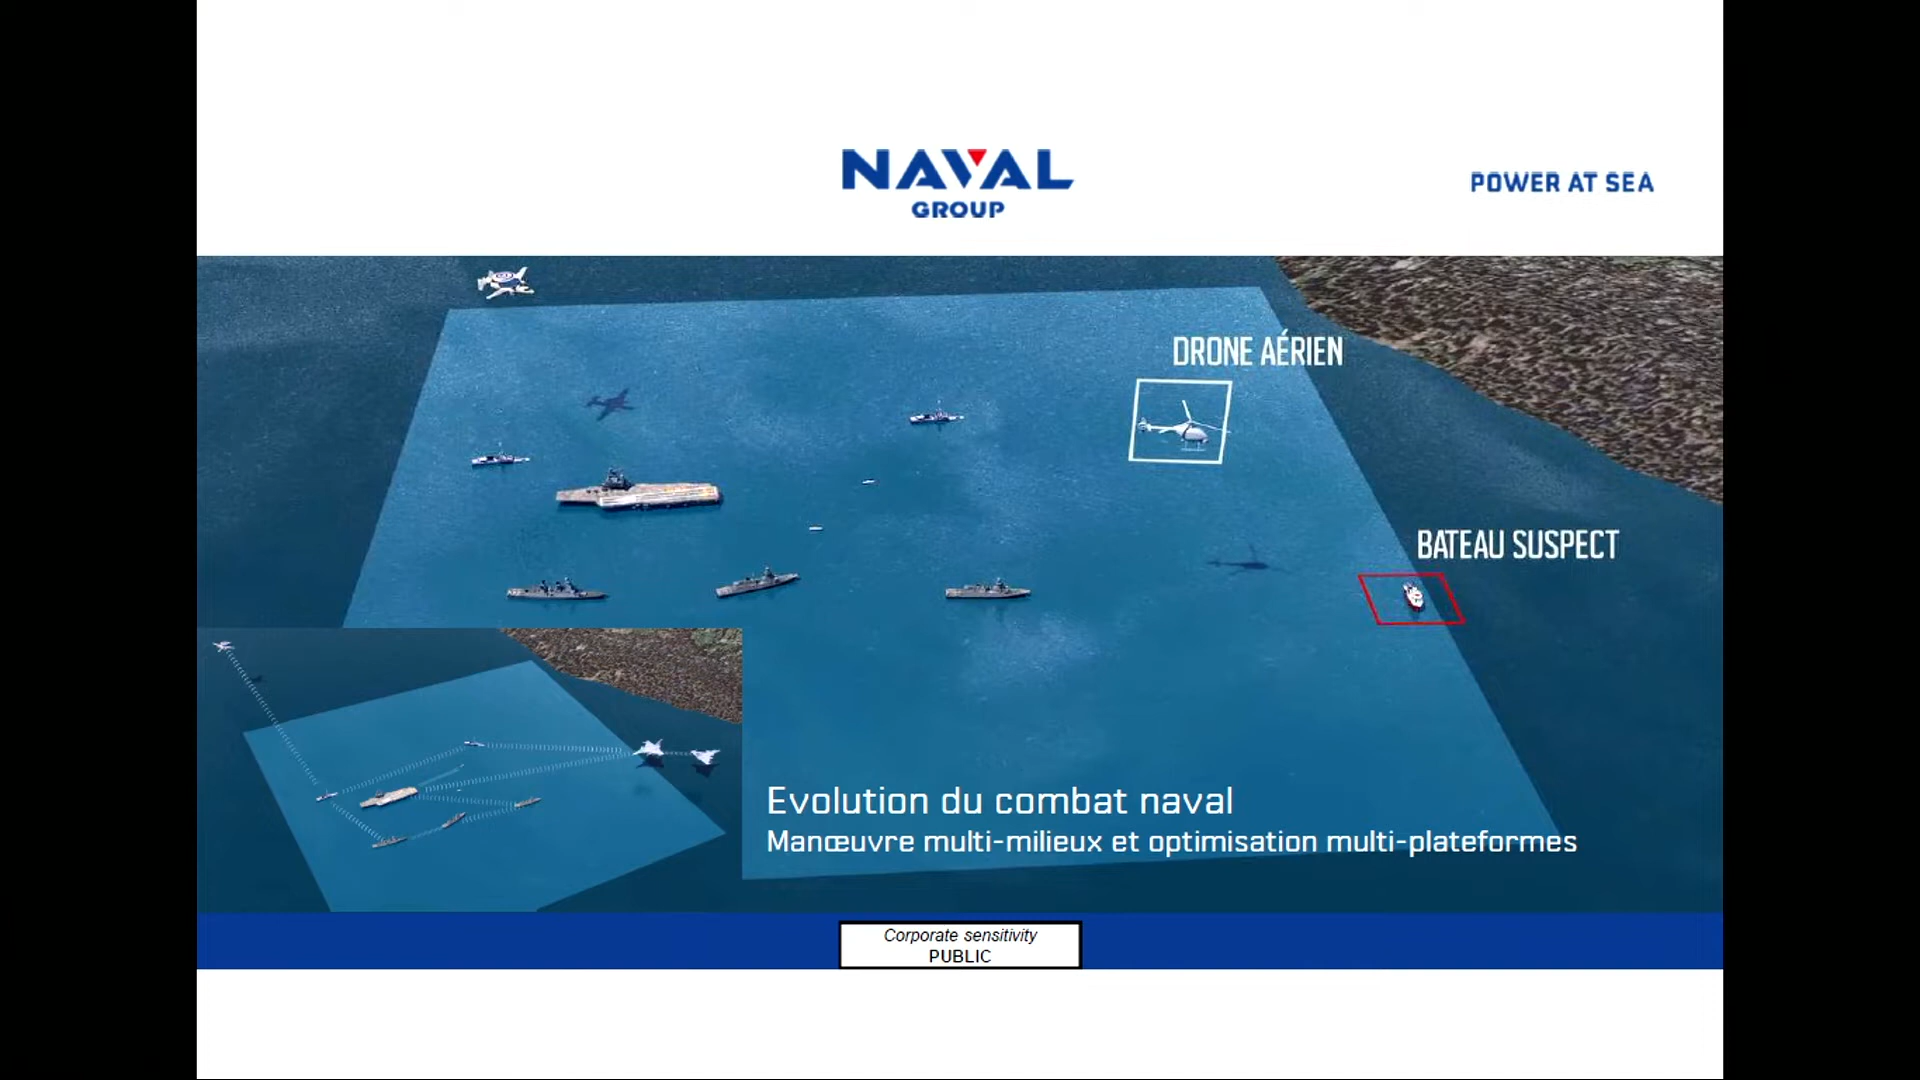 NAVAL
GROUP
POWER AT SEA
DRONE AÉRIEN
BATEAU SUSPECT
Evolution du combat naval
Manœuvre multi-milieux et optimisation multi-plateformes
Corporate sensitivity
PUBLIC